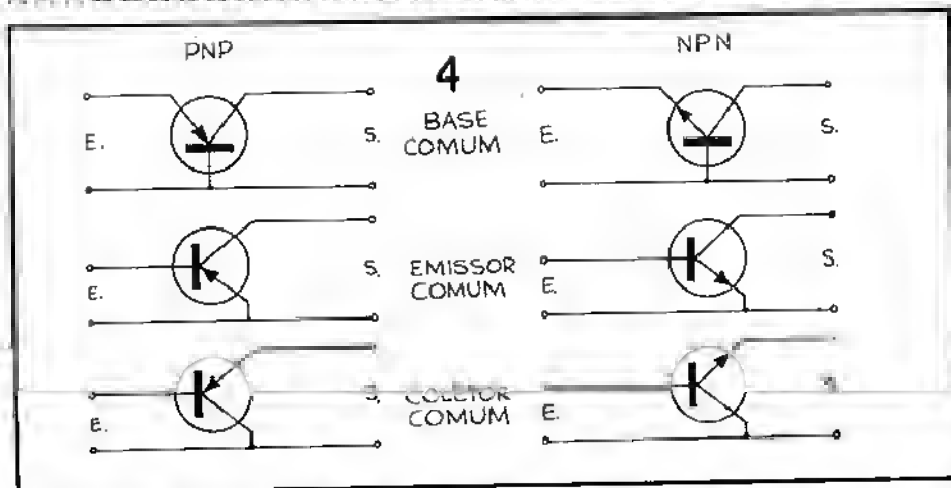 PNP
NPN
4
E.
S.
BASE
COMUM
E.
S.
E.
S.
EMISSOR
COMUM
E.
S.
E.
S.
COLETOR
COMUM
E.
S.